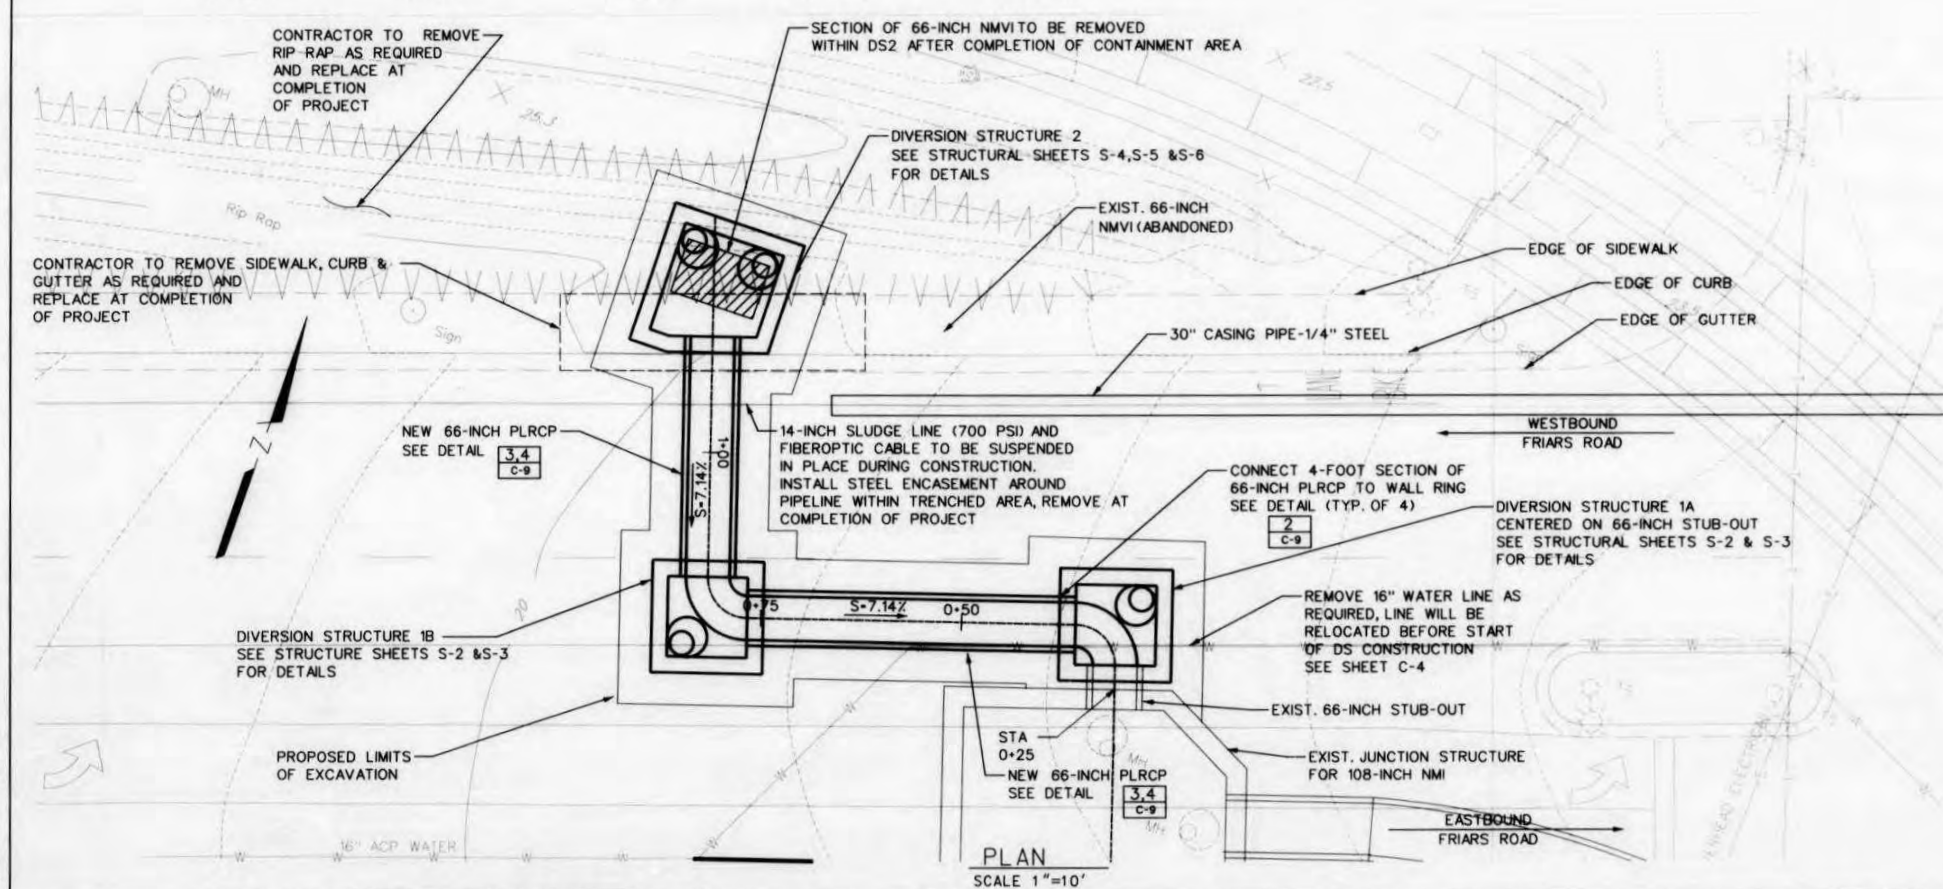 CONTRACTOR TO REMOVE
RIP RAP AS REQUIRED
AND REPLACE AT
COMPLETION
OF PROJECT
SECTION OF 66-INCH NMVI TO BE REMOVED
WITHIN DS2 AFTER COMPLETION OF CONTAINMENT AREA
MH
25.3
22.5
DIVERSION STRUCTURE 2
SEE STRUCTURAL SHEETS S-4,S-5 &S-6
FOR DETAILS
Rip Rap
EXIST. 66-INCH
NMVI (ABANDONED)
EDGE OF SIDEWALK
CONTRACTOR TO REMOVE SIDEWALK, CURB &
GUTTER AS REQUIRED AND
REPLACE AT COMPLETION
OF PROJECT
EDGE OF CURB
EDGE OF GUTTER
Sign
30" CASING PIPE-1/4" STEEL
LANE
BIKE
Z
NEW 66-INCH PLRCP
SEE DETAIL
3,4
C-9
1+00
S=7.14%
14-INCH SLUDGE LINE (700 PSI) AND
FIBEROPTIC CABLE TO BE SUSPENDED
IN PLACE DURING CONSTRUCTION.
INSTALL STEEL ENCASEMENT AROUND
PIPELINE WITHIN TRENCHED AREA, REMOVE AT
COMPLETION OF PROJECT
WESTBOUND
FRIARS ROAD
CONNECT 4-FOOT SECTION OF
66-INCH PLRCP TO WALL RING
SEE DETAIL (TYP. OF 4)
2
C-9
DIVERSION STRUCTURE 1A
CENTERED ON 66-INCH STUB-OUT
SEE STRUCTURAL SHEETS S-2 & S-3
FOR DETAILS
20
0+75
S=7.14%
0+50
REMOVE 16" WATER LINE AS
REQUIRED, LINE WILL BE
RELOCATED BEFORE START
OF DS CONSTRUCTION
SEE SHEET C-4
DIVERSION STRUCTURE 1B
SEE STRUCTURE SHEETS S-2 &S-3
FOR DETAILS
EXIST. 66-INCH STUB-OUT
STA
0+25
MH
PROPOSED LIMITS
OF EXCAVATION
EXIST. JUNCTION STRUCTURE
FOR 108-INCH NMI
NEW 66-INCH PLRCP
SEE DETAIL
3,4
C-9
MH
EASTBOUND
FRIARS ROAD
16" ACP WATER
PLAN
SCALE 1"=10'